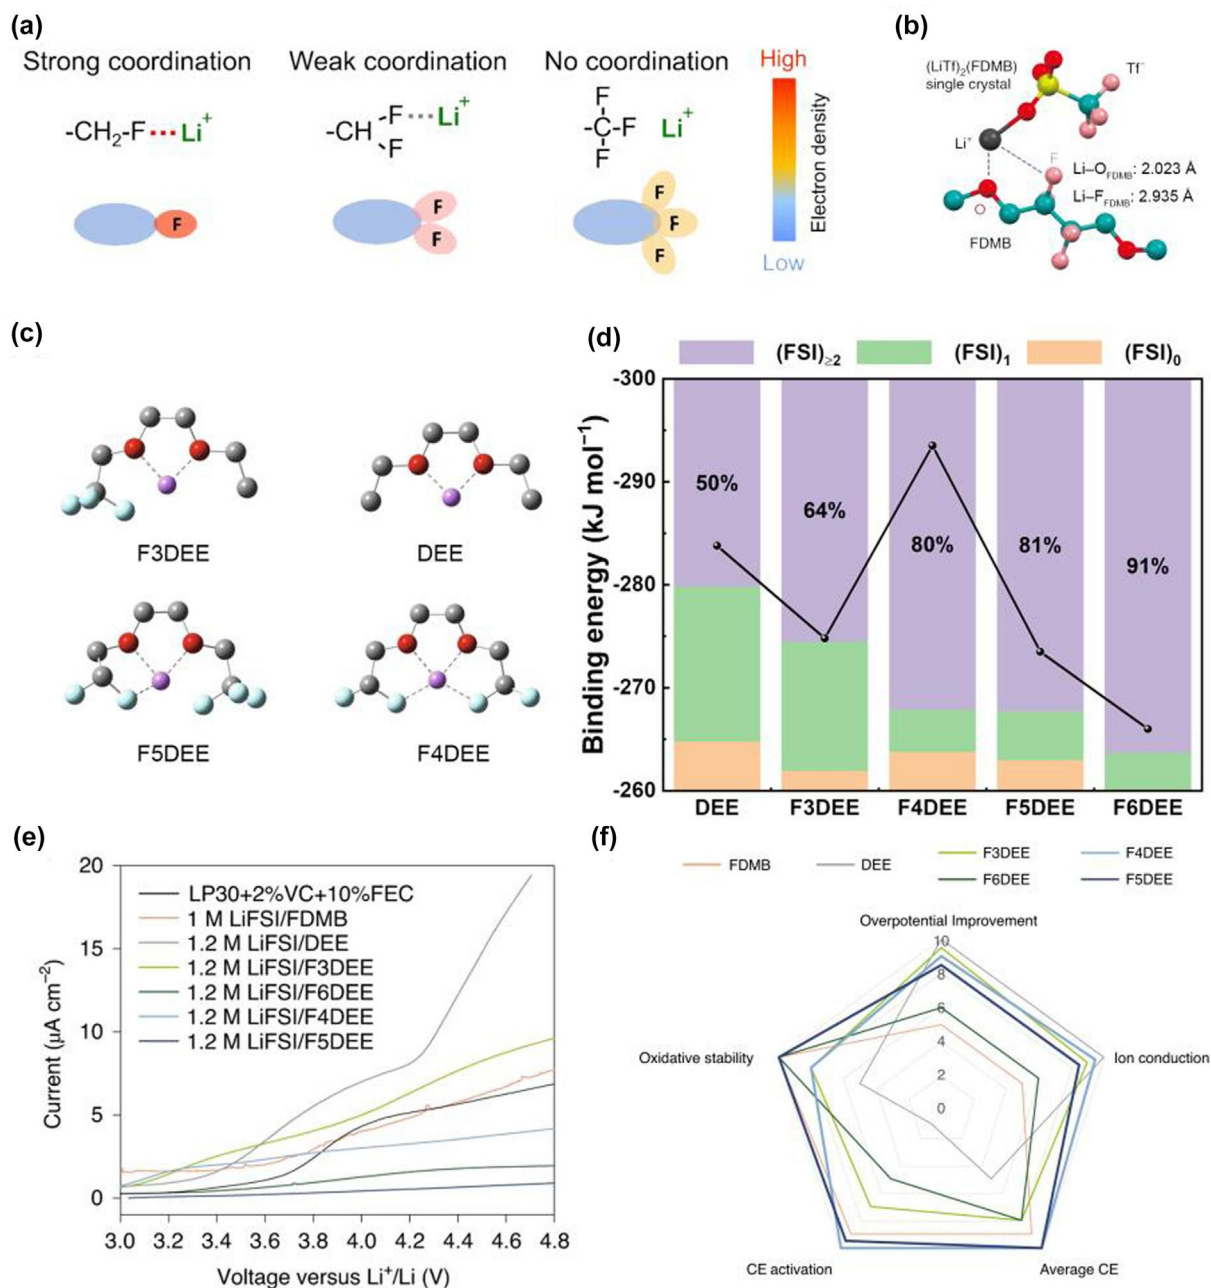 (a)
Strong coordination
Weak coordination
No coordination
-CH2-F Li+
-CH F Li+
F
F
-C-F Li+
F
F
F
F
F
F
F
High
Electron density
Low
(b)
(LiTf)2(FDMB)
single crystal
Tf−
Li+
F
Li–OFDMB: 2.023 Å
Li–FFDMB: 2.935 Å
O
FDMB
(c)
F3DEE
DEE
F5DEE
F4DEE
(d)
(FSI)≥2
(FSI)1
(FSI)0
Binding energy (kJ mol−1)
-300
-290
-280
-270
-260
50%
64%
80%
81%
91%
DEE
F3DEE
F4DEE
F5DEE
F6DEE
(e)
Current (μA cm−2)
20
15
10
5
0
LP30+2%VC+10%FEC
1 M LiFSI/FDMB
1.2 M LiFSI/DEE
1.2 M LiFSI/F3DEE
1.2 M LiFSI/F6DEE
1.2 M LiFSI/F4DEE
1.2 M LiFSI/F5DEE
3.0 3.2 3.4 3.6 3.8 4.0 4.2 4.4 4.6 4.8
Voltage versus Li+/Li (V)
(f)
FDMB
DEE
F3DEE
F4DEE
F6DEE
F5DEE
Overpotential Improvement
10
8
6
4
2
0
Oxidative stability
Ion conduction
CE activation
Average CE